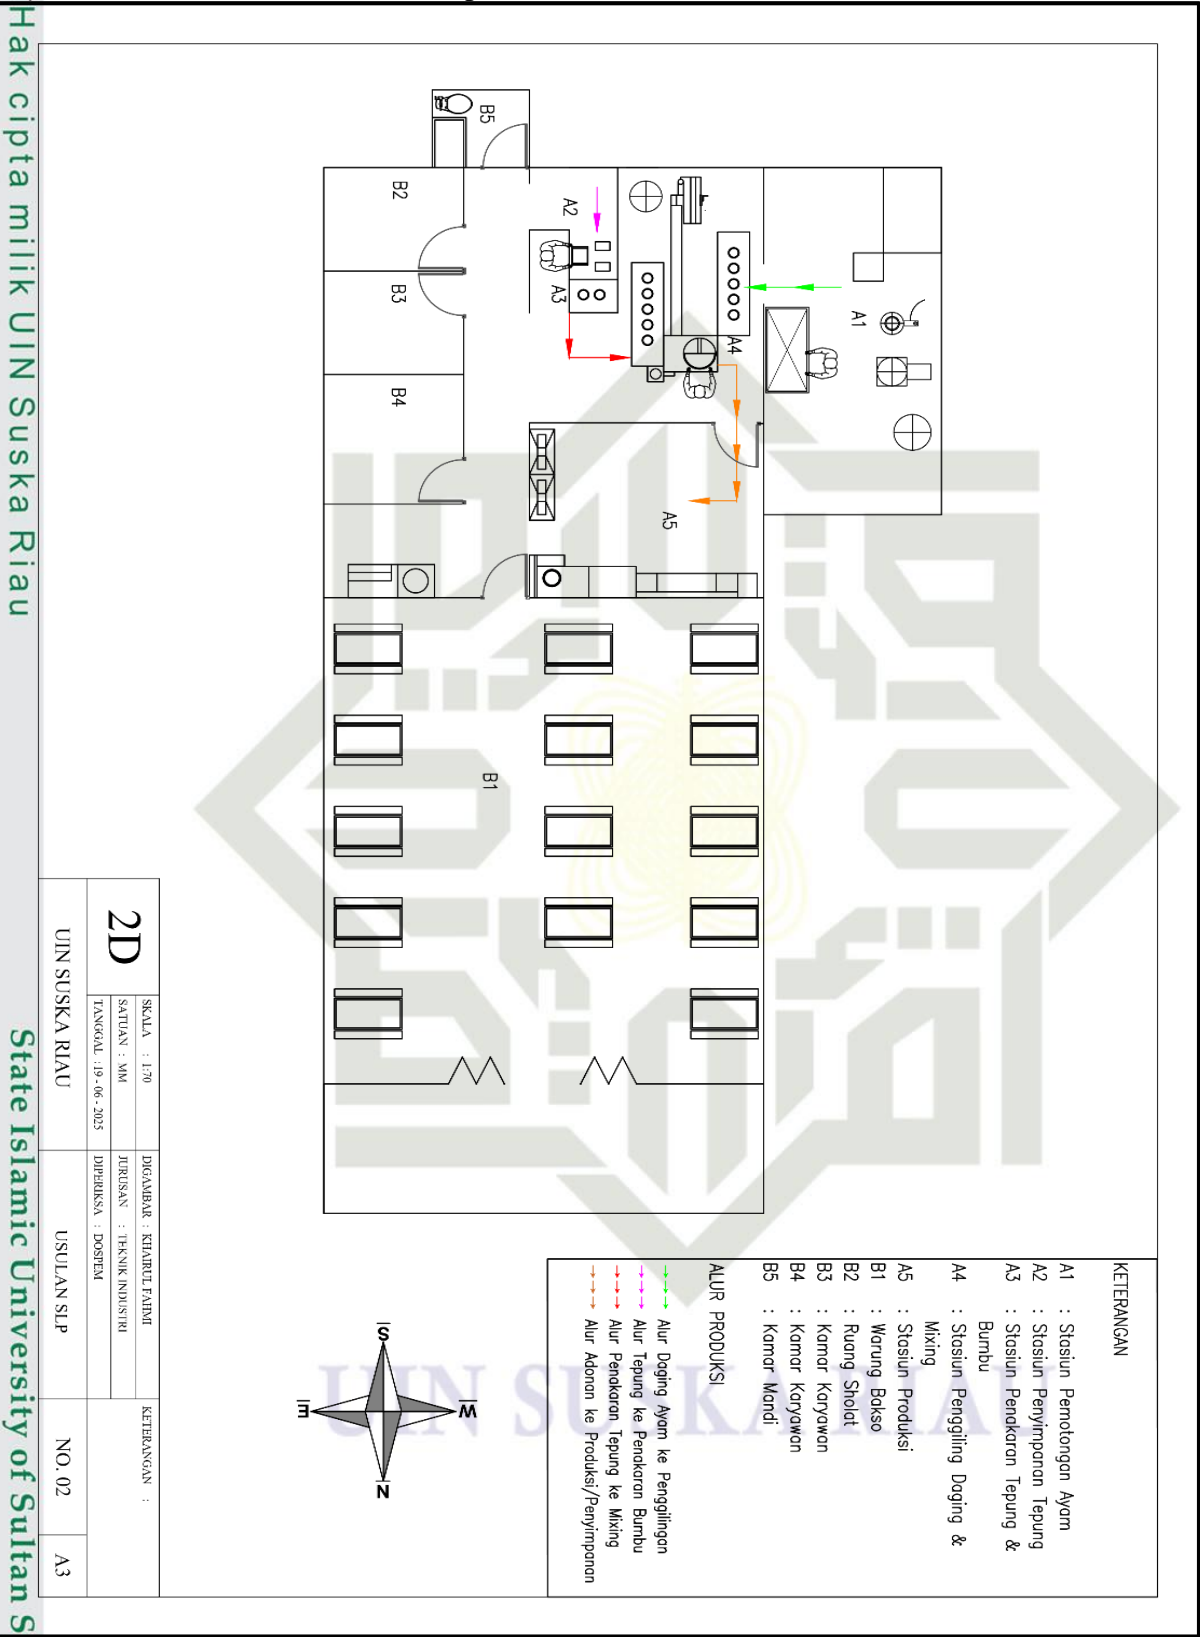 Hak cipta milik UIN Suska Riau
State Islamic University of Sultan S
UIN SUSKA RIAU
B5
B2
B3
B4
A2
A3
A4
A1
A5
B1
KETERANGAN
A1 : Stasiun Pemotongan Ayam
A2 : Stasiun Penyimpanan Tepung
A3 : Stasiun Penakaran Tepung &
Bumbu
A4 : Stasiun Penggiling Daging &
Mixing
A5 : Stasiun Produksi
B1 : Warung Bakso
B2 : Ruang Sholat
B3 : Kamar Karyawan
B4 : Kamar Karyawan
B5 : Kamar Mandi
ALUR PRODUKSI
Alur Daging Ayam ke Penggilingan
Alur Tepung ke Penakaran Bumbu
Alur Penakaran Tepung ke Mixing
Alur Adonan ke Produksi/Penyimpanan
S
W
E
N
2D
SKALA : 1:70
SATUAN : MM
TANGGAL : 19 - 06 - 2025
DIGAMBAR : KHAIRUL FAHMI
JURUSAN : TEKNIK INDUSTRI
DIPERIKSA : DOSPEM
KETERANGAN :
UIN SUSKA RIAU
USULAN SLP
NO. 02
A3